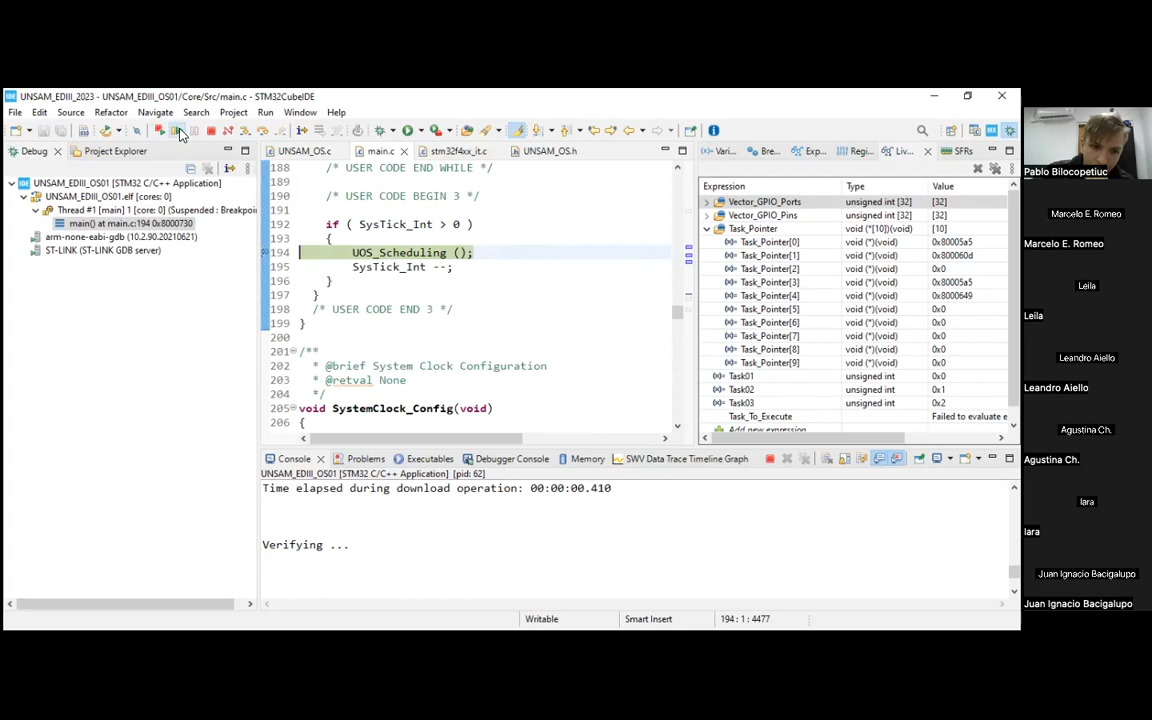 UNSAM_EDIII_2023 - UNSAM_EDIII_OS01/Core/Src/main.c - STM32CubeIDE
File Edit Source Refactor Navigate Search Project Run Window Help
Debug Project Explorer
UNSAM_EDIII_OS01 [STM32 C/C++ Application]
UNSAM_EDIII_OS01.elf [cores: 0]
Thread #1 [main] 1 [core: 0] (Suspended : Breakpoi
main() at main.c:194 0x8000730
arm-none-eabi-gdb (10.2.90.20210621)
ST-LINK (ST-LINK GDB server)
UNSAM_OS.c main.c stm32f4xx_it.c UNSAM_OS.h
188 /* USER CODE END WHILE */
189
190 /* USER CODE BEGIN 3 */
191
192 if ( SysTick_Int > 0 )
193 {
194 UOS_Scheduling ();
195 SysTick_Int --;
196 }
197 }
198 /* USER CODE END 3 */
199 }
200
201 /**
202 * @brief System Clock Configuration
203 * @retval None
204 */
205 void SystemClock_Config(void)
206 {
Vari... Bre... Exp... Regi... Liv... SFRs
Expression Type Value
Vector_GPIO_Ports unsigned int [32] [32]
Vector_GPIO_Pins unsigned int [32] [32]
Task_Pointer void (*[10])(void) [10]
Task_Pointer[0] void (*)(void) 0x80005a5
Task_Pointer[1] void (*)(void) 0x800060d
Task_Pointer[2] void (*)(void) 0x0
Task_Pointer[3] void (*)(void) 0x80005a5
Task_Pointer[4] void (*)(void) 0x8000649
Task_Pointer[5] void (*)(void) 0x0
Task_Pointer[6] void (*)(void) 0x0
Task_Pointer[7] void (*)(void) 0x0
Task_Pointer[8] void (*)(void) 0x0
Task_Pointer[9] void (*)(void) 0x0
Task01 unsigned int 0x0
Task02 unsigned int 0x1
Task03 unsigned int 0x2
Task_To_Execute Failed to evaluate e
Add new expression
Console Problems Executables Debugger Console Memory SWV Data Trace Timeline Graph
UNSAM_EDIII_OS01 [STM32 C/C++ Application] [pid: 62]
Time elapsed during download operation: 00:00:00.410
Verifying ...
Writable Smart Insert 194 : 1 : 4477
Pablo Bilocopetiuc
Marcelo E. Romeo
Marcelo E. Romeo
Leila
Leila
Leandro Aiello
Leandro Aiello
Agustina Ch.
Agustina Ch.
Iara
Iara
Juan Ignacio Bacigalupo
Juan Ignacio Bacigalupo